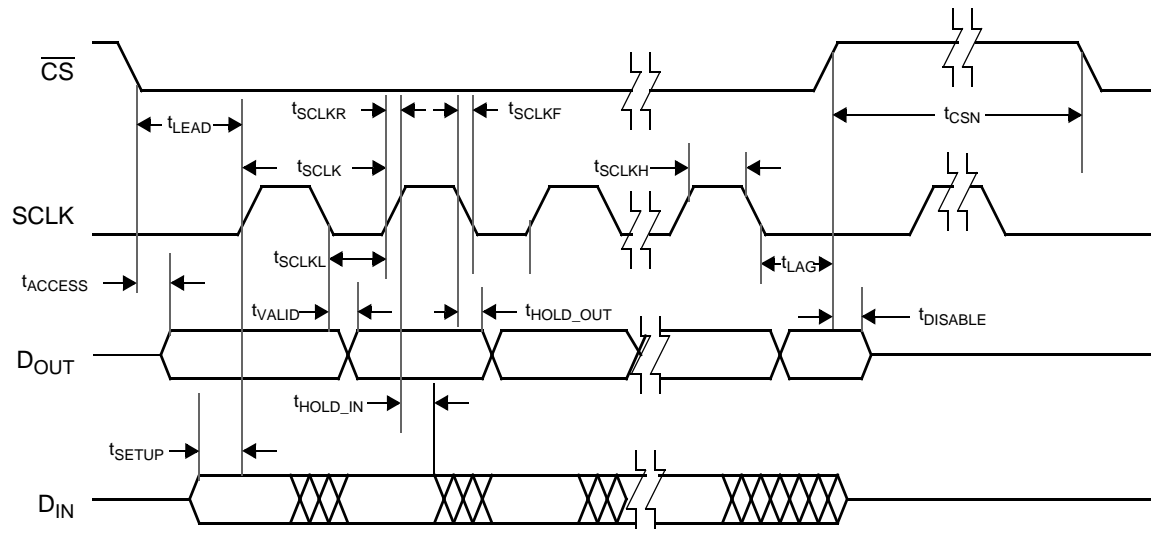 CS
tSCLKR
tSCLKF
tLEAD
tCSN
tSCLK
tSCLKH
SCLK
tSCLKL
tLAG
tACCESS
tVALID
tHOLD_OUT
tDISABLE
DOUT
tHOLD_IN
tSETUP
DIN